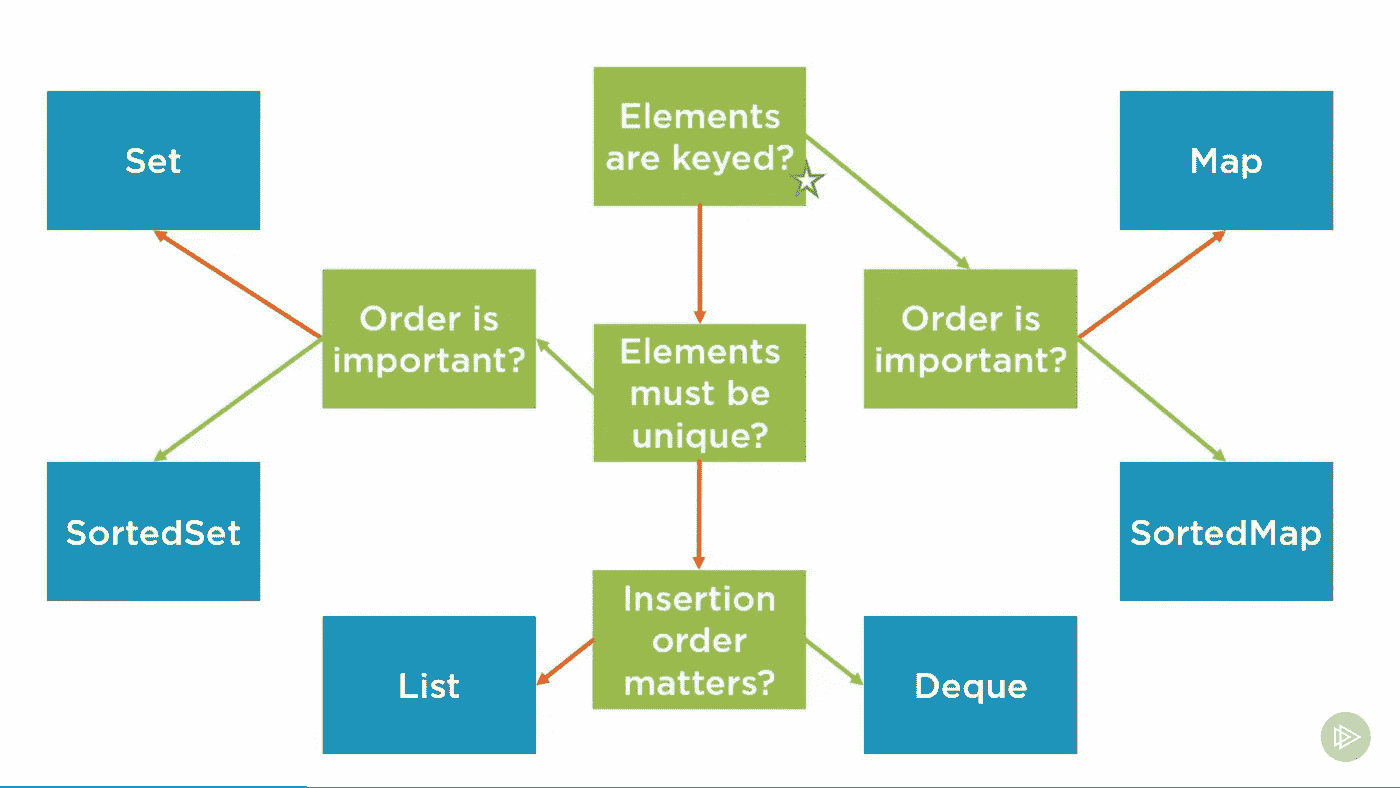 Elements
are keyed?
Set
Map
Order is
important?
Order is
important?
Elements
must be
unique?
SortedSet
SortedMap
Insertion
order
matters?
List
Deque